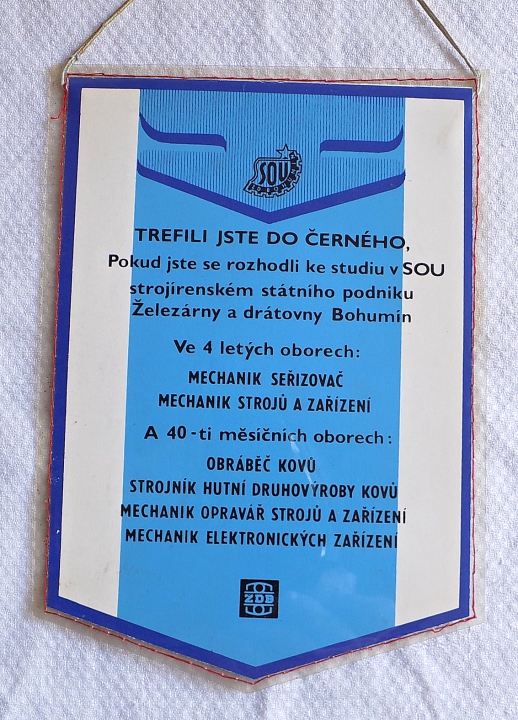 SOU
TREFILI JSTE DO ČERNÉHO,
Pokud jste se rozhodli ke studiu v SOU
strojírenském státního podniku
Železárny a drátovny Bohumín
Ve 4 letých oborech:
MECHANIK SEŘIZOVAČ
MECHANIK STROJŮ A ZAŘÍZENÍ
A 40-ti měsíčních oborech:
OBRÁBĚČ KOVŮ
STROJNÍK HUTNÍ DRUHOVÝROBY KOVŮ
MECHANIK OPRAVÁŘ STROJŮ A ZAŘÍZENÍ
MECHANIK ELEKTRONICKÝCH ZAŘÍZENÍ
ŽDB